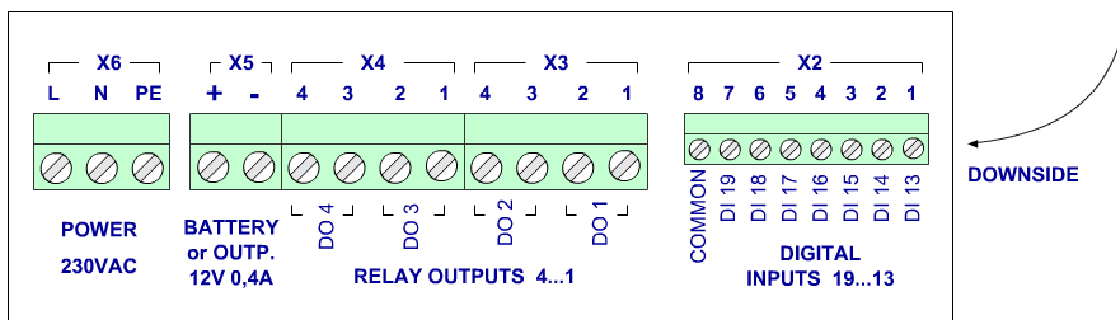 X6 X5 X4 X3 X2
L N PE + - 4 3 2 1 4 3 2 1 8 7 6 5 4 3 2 1
DOWNSIDE
COMMON DI 19 DI 18 DI 17 DI 16 DI 15 DI 14 DI 13
DO 4 DO 3 DO 2 DO 1
POWER
230VAC
BATTERY
or OUTP.
12V 0,4A
RELAY OUTPUTS 4...1
DIGITAL
INPUTS 19...13